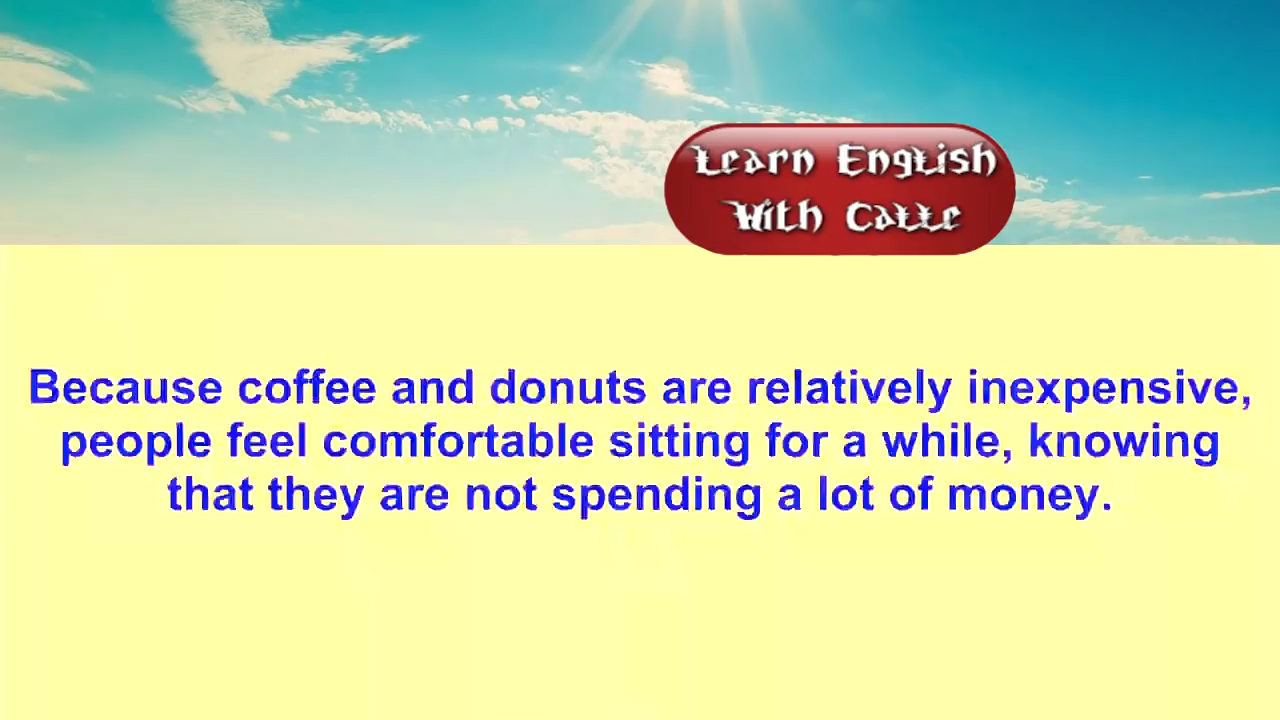 Learn English
With Catte
Because coffee and donuts are relatively inexpensive,
people feel comfortable sitting for a while, knowing
that they are not spending a lot of money.